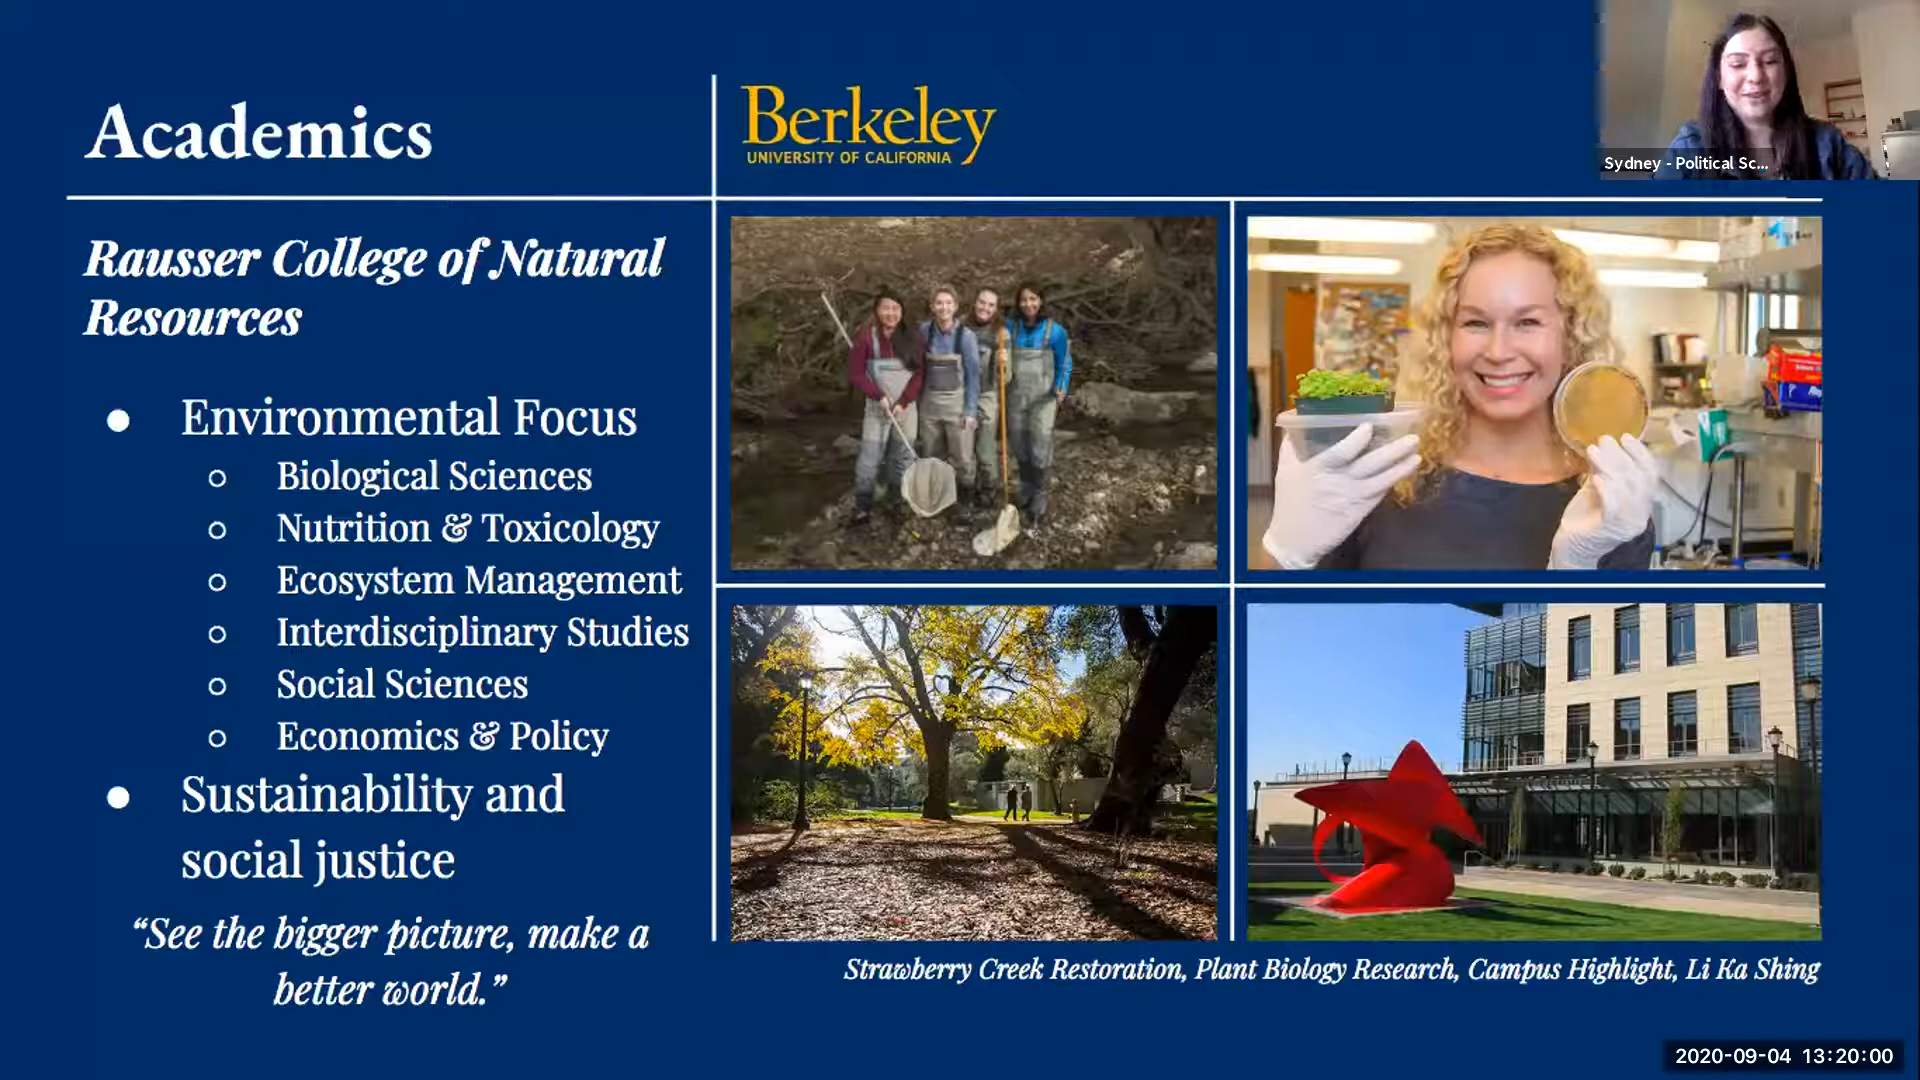 Academics
Berkeley
UNIVERSITY OF CALIFORNIA
Sydney - Political Sc...
Rausser College of Natural
Resources
● Environmental Focus
○ Biological Sciences
○ Nutrition & Toxicology
○ Ecosystem Management
○ Interdisciplinary Studies
○ Social Sciences
○ Economics & Policy
● Sustainability and
social justice
“See the bigger picture, make a
better world.”
Strawberry Creek Restoration, Plant Biology Research, Campus Highlight, Li Ka Shing
2020-09-04 13:20:00